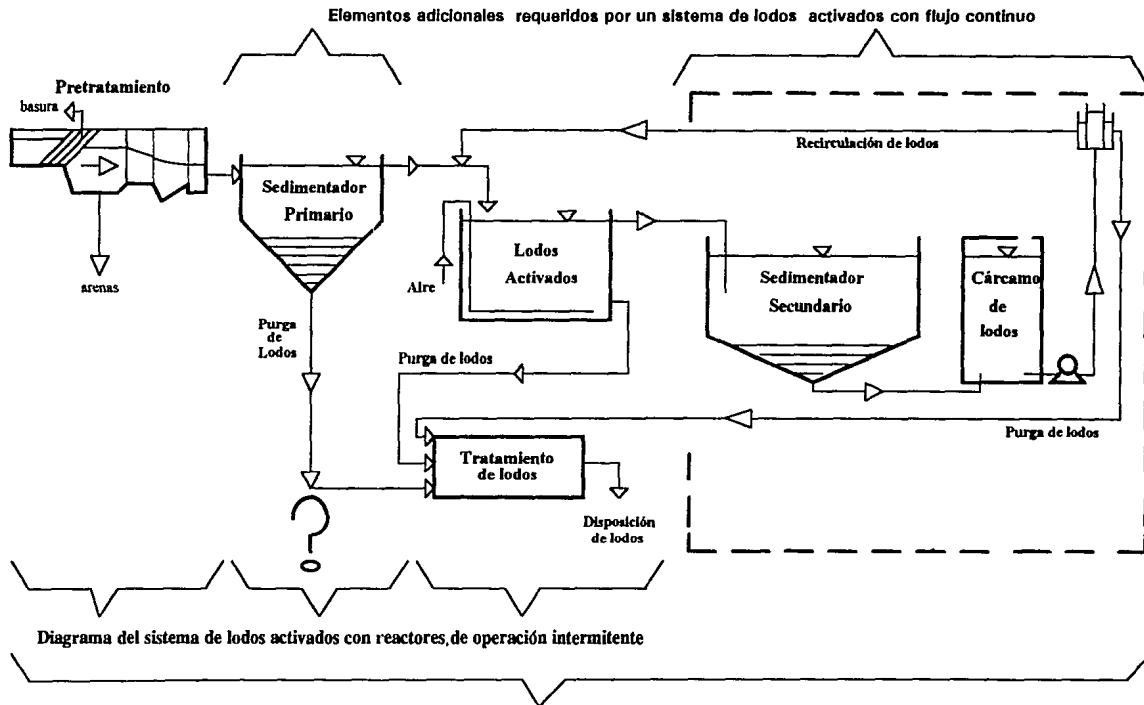 Elementos adicionales requeridos por un sistema de lodos activados con flujo continuo
Pretratamiento
basura
arenas
Sedimentador
Primario
Purga
de
Lodos
Recirculación de lodos
Lodos
Activados
Aire
Purga de lodos
Sedimentador
Secundario
Cárcamo
de
lodos
Purga de lodos
Tratamiento
de lodos
Disposición
de lodos
?
Diagrama del sistema de lodos activados con reactores,de operación intermitente